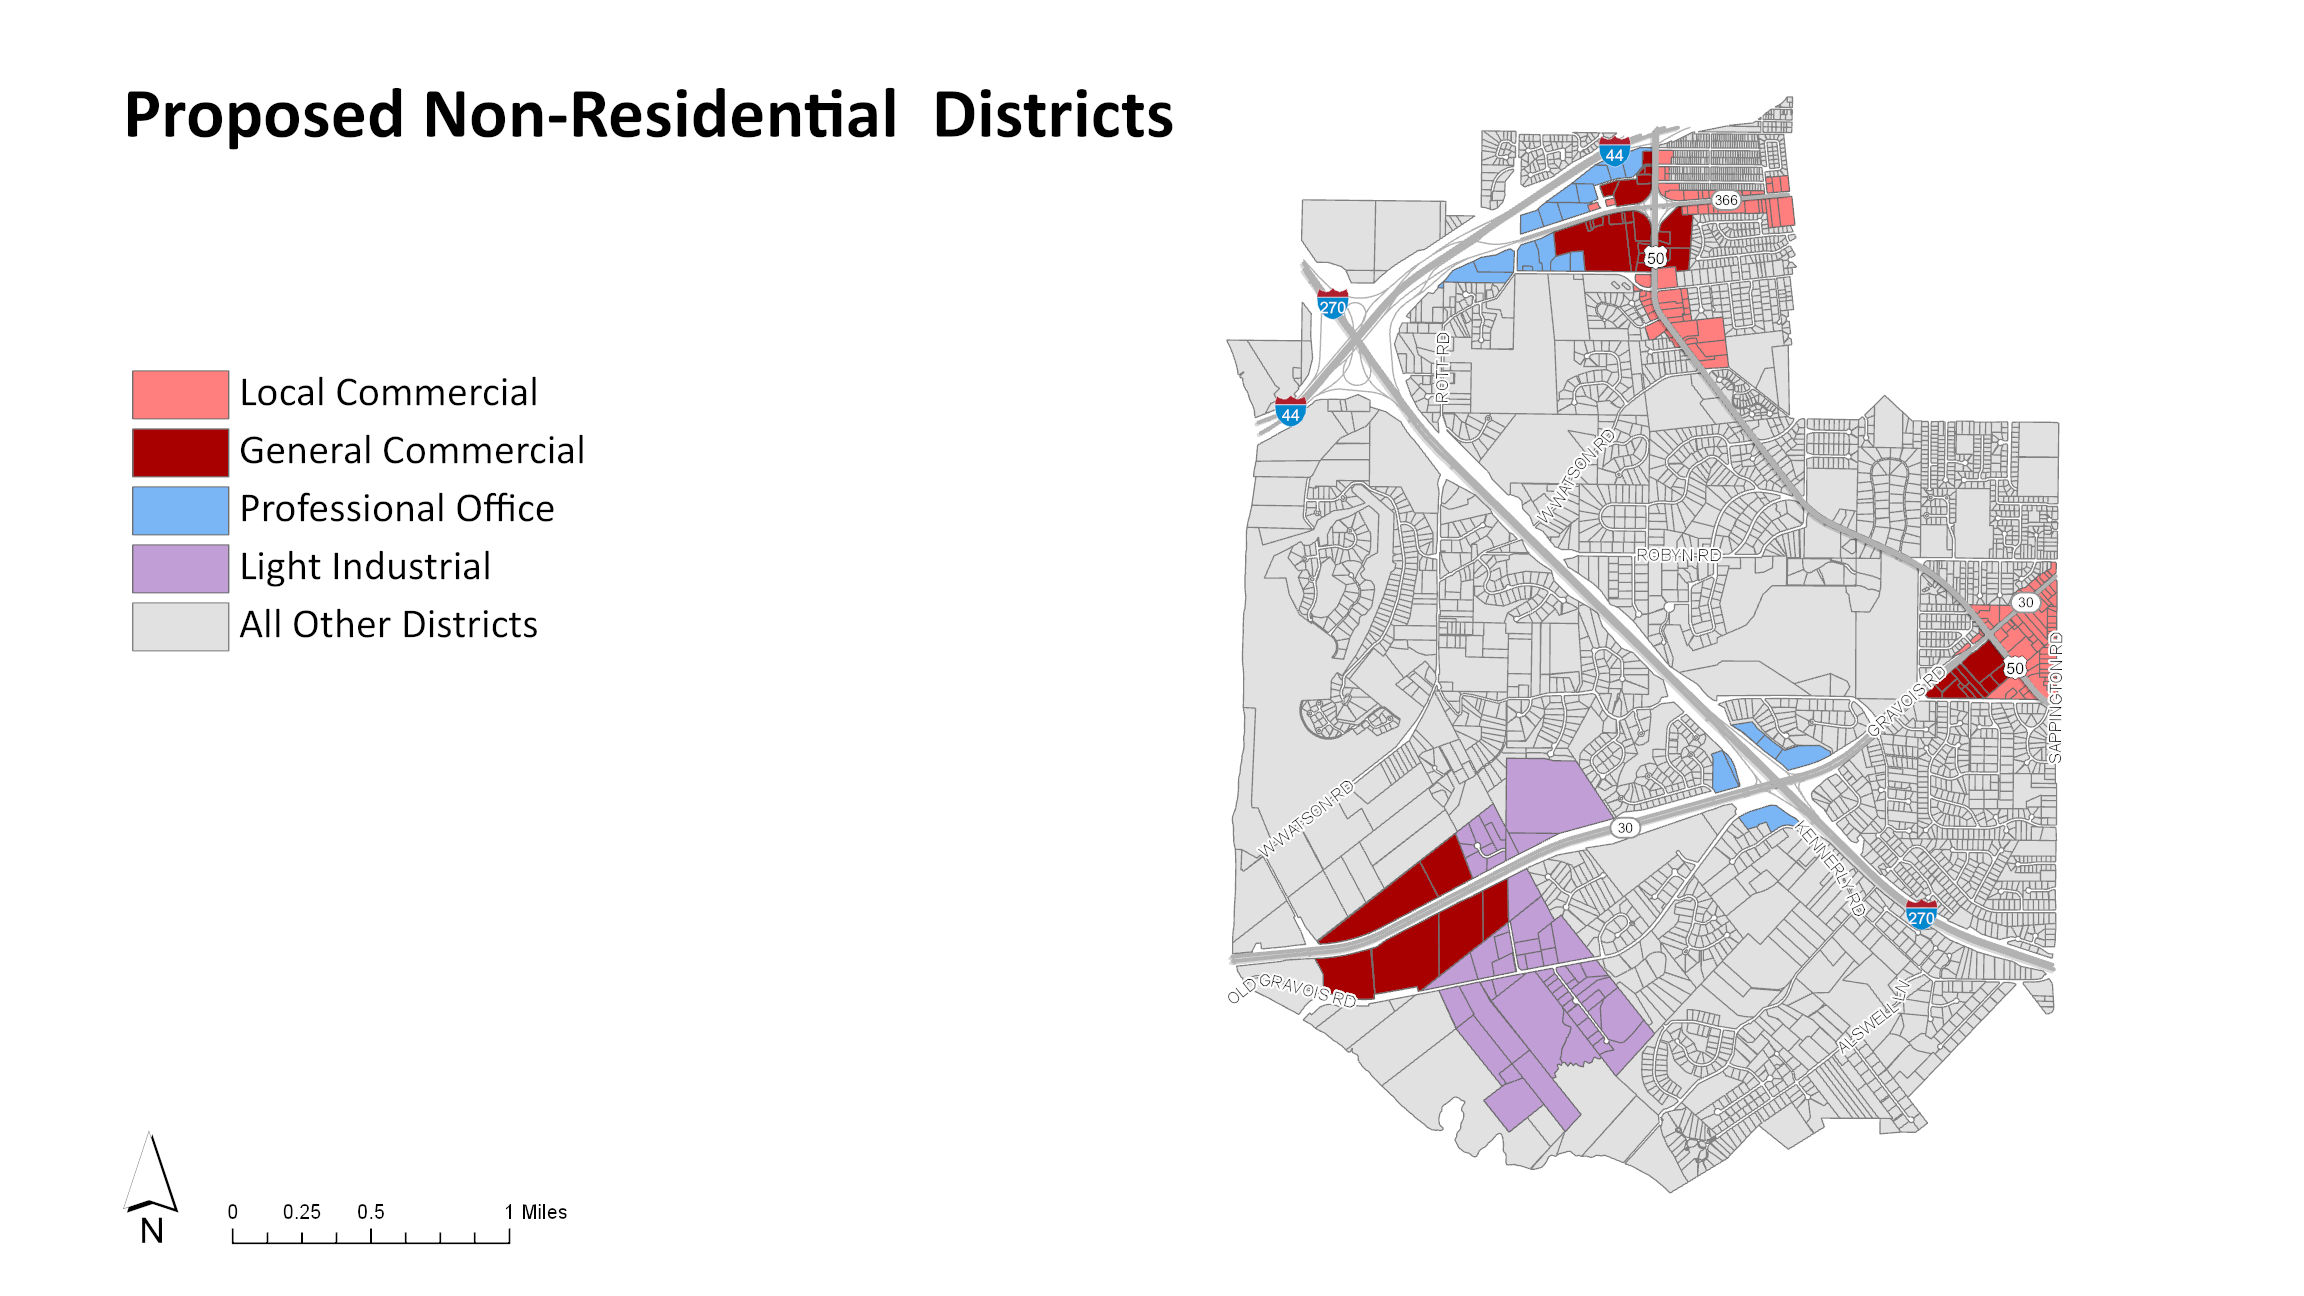 Proposed Non-Residential  Districts
Local Commercial
General Commercial
Professional Office
Light Industrial
All Other Districts
N
0 0.25 0.5 1 Miles
44
366
50
270
44
ROTT RD
W WATSON RD
ROBYN RD
30
50
SAPPINGTON RD
GRAVOIS RD
W WATSON RD
30
KENNERLY RD
270
OLD GRAVOIS RD
ALSWELL LN